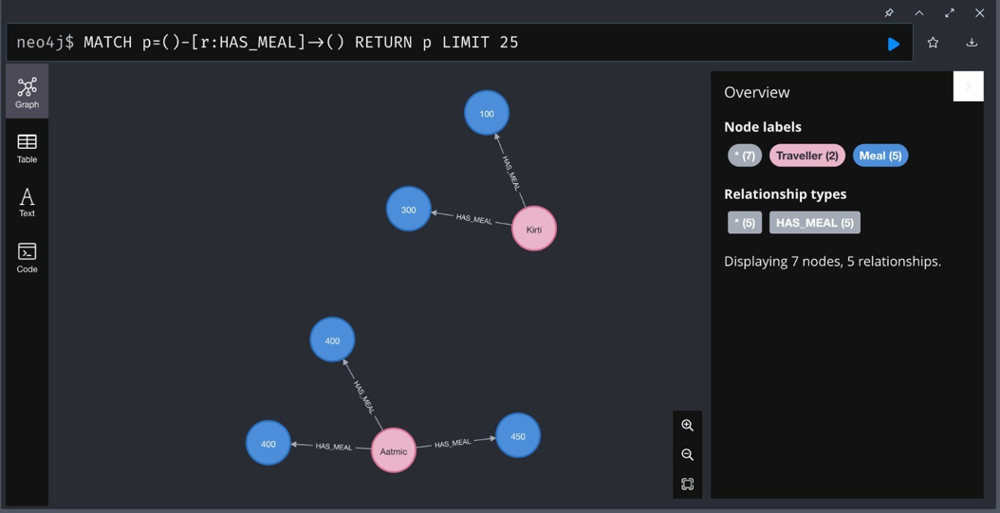 neo4j$ MATCH p=()-[r:HAS_MEAL]→() RETURN p LIMIT 25
Graph
Table
Text
Code
100
HAS_MEAL
300
HAS_MEAL
Kirti
400
HAS_MEAL
400
HAS_MEAL
Aatmic
HAS_MEAL
450
Overview
Node labels
* (7) Traveller (2) Meal (5)
Relationship types
* (5) HAS_MEAL (5)
Displaying 7 nodes, 5 relationships.